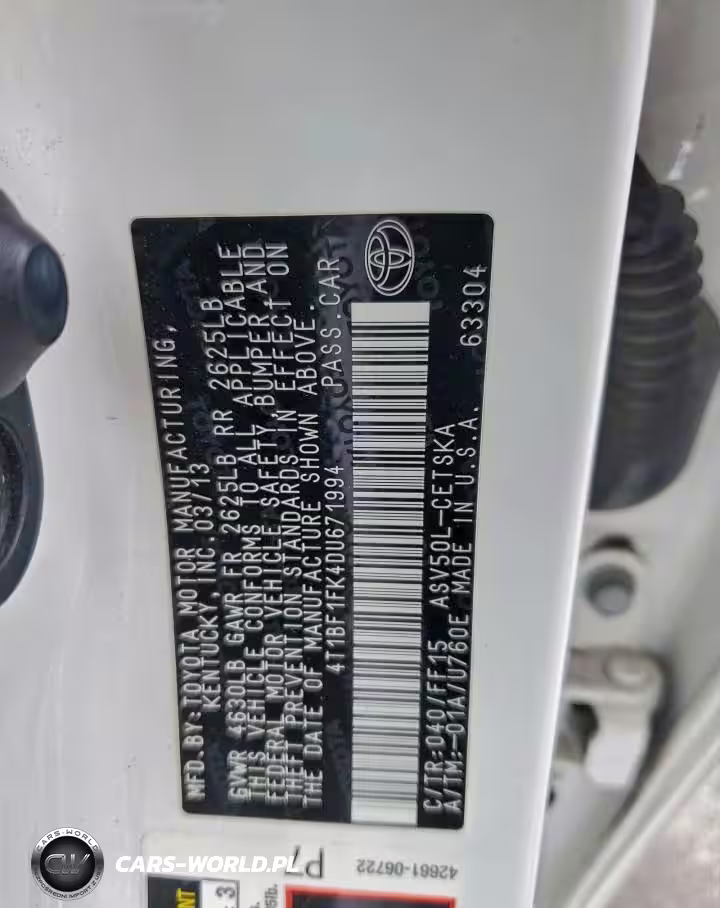 MFD.BY:TOYOTA MOTOR MANUFACTURING,
KENTUCKY, INC.03/13
GVWR 4630LB GAWR FR 2625LB RR 2625LB
THIS VEHICLE CONFORMS TO ALL APPLICABLE
FEDERAL MOTOR VEHICLE SAFETY,BUMPER AND
THEFT PREVENTION STANDARDS IN EFFECT ON
THE DATE OF MANUFACTURE SHOWN ABOVE.
4T1BF1FK4DU671994 PASS.CAR
C/TR:040/FF15 ASV50L-CETSKA
A/TM:-01A/U760E MADE IN U.S.A. 63304
42661-06722
CARS-WORLD
CW
CARS-WORLD.PL